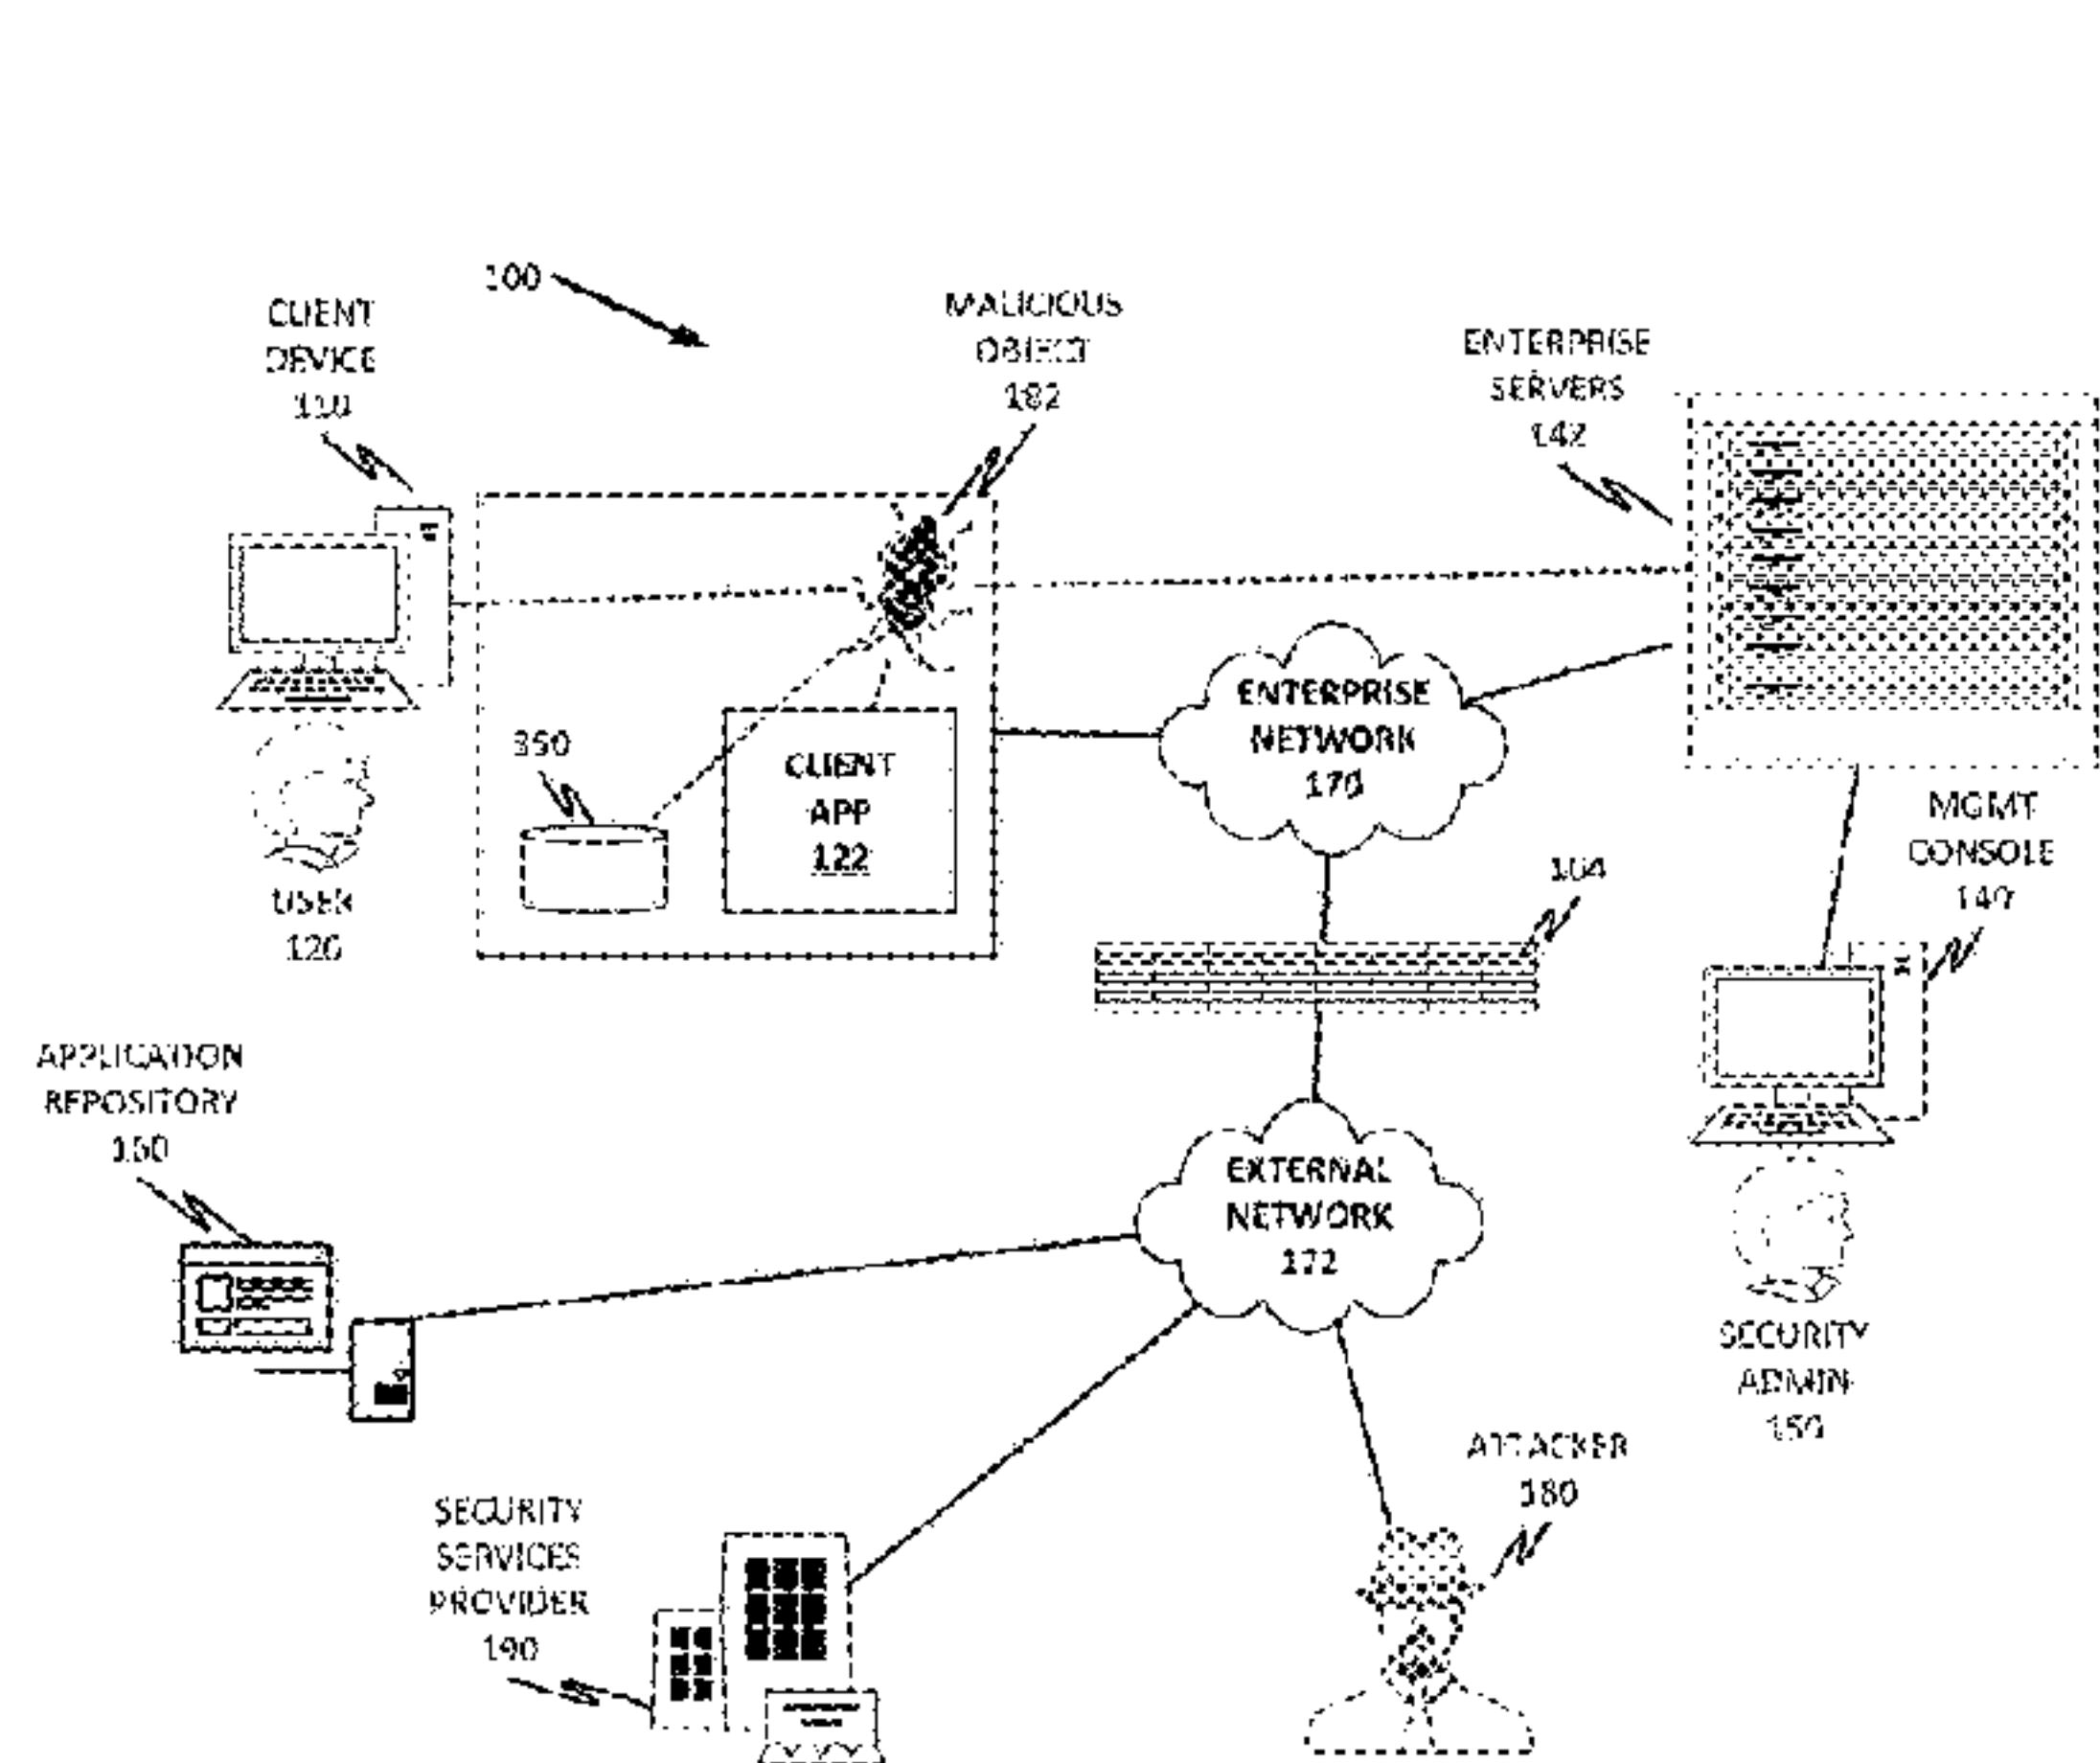 100
CLIENT
DEVICE
110
MALICIOUS
OBJECT
182
ENTERPRISE
SERVERS
142
ENTERPRISE
NETWORK
170
350
CLIENT
APP
122
USER
120
MGMT
CONSOLE
140
104
APPLICATION
REPOSITORY
160
EXTERNAL
NETWORK
172
SECURITY
ADMIN
150
ATTACKER
180
SECURITY
SERVICES
PROVIDER
190